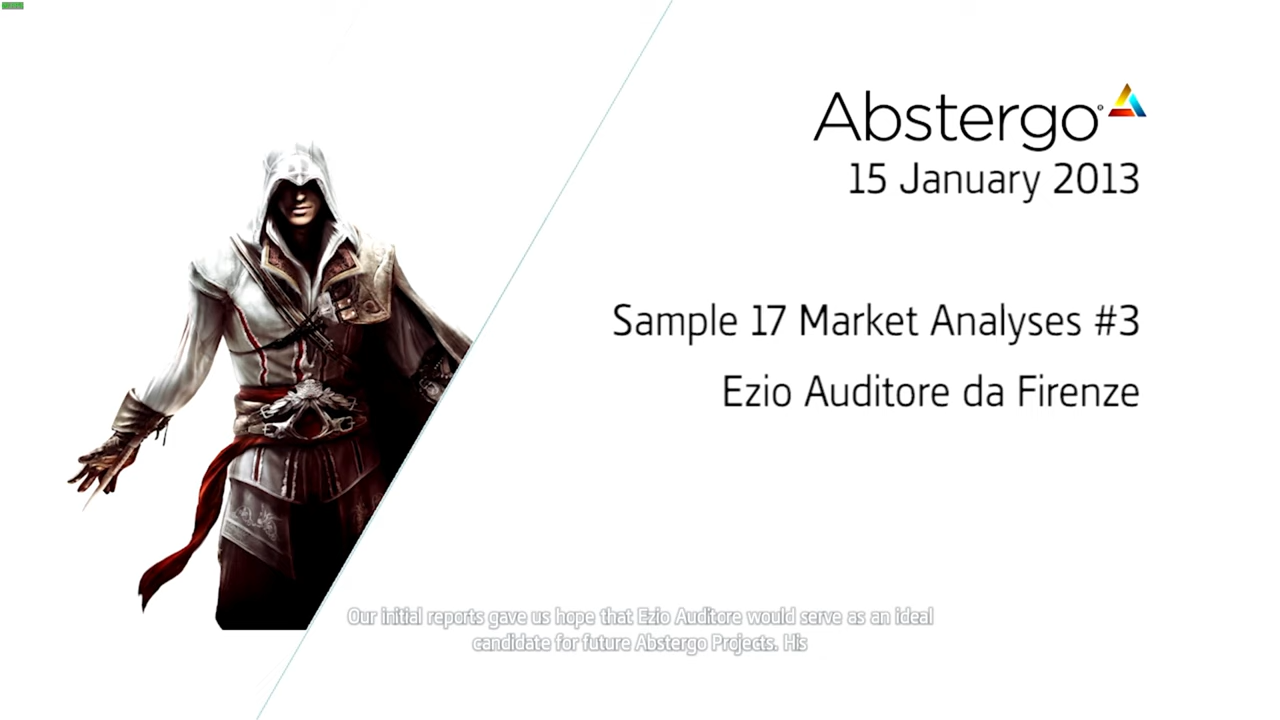 Abstergo®
15 January 2013
Sample 17 Market Analyses #3
Ezio Auditore da Firenze
Our initial reports gave us hope that Ezio Auditore would serve as an ideal
candidate for future Abstergo Projects. His